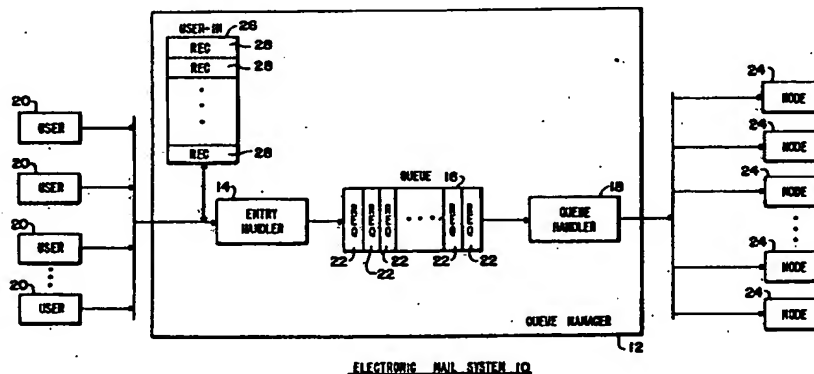 USER-IN
26
REC
28
REC
28
REC
28
20
USER
20
USER
20
USER
20
USER
14
ENTRY
HANDLER
QUEUE
16
REQ
REQ
REQ
REQ
REQ
22
22
22
22
22
18
QUEUE
HANDLER
24
NODE
24
NODE
24
NODE
24
NODE
24
NODE
QUEUE MANAGER
12
ELECTRONIC MAIL SYSTEM 10